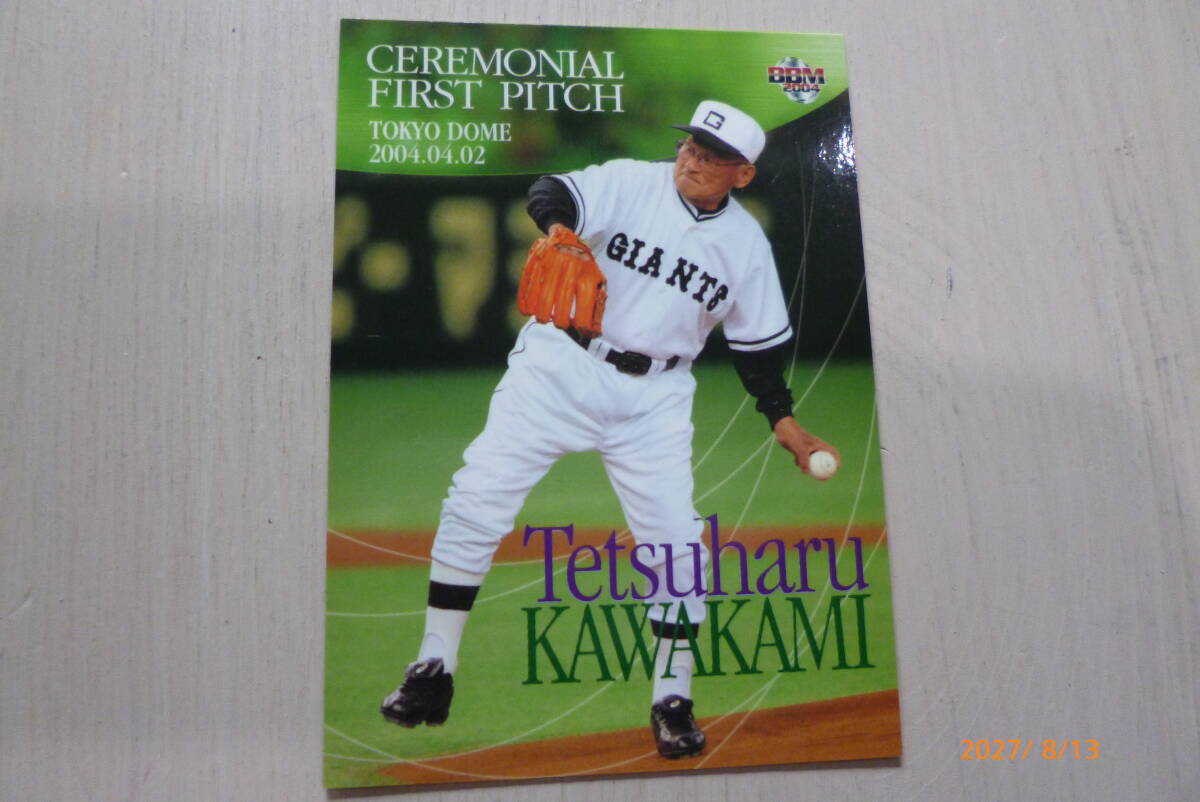 CEREMONIAL
FIRST PITCH
TOKYO DOME
2004.04.02
BBM
2004
G
GIANTS
Tetsuharu
KAWAKAMI
2027/ 8/13